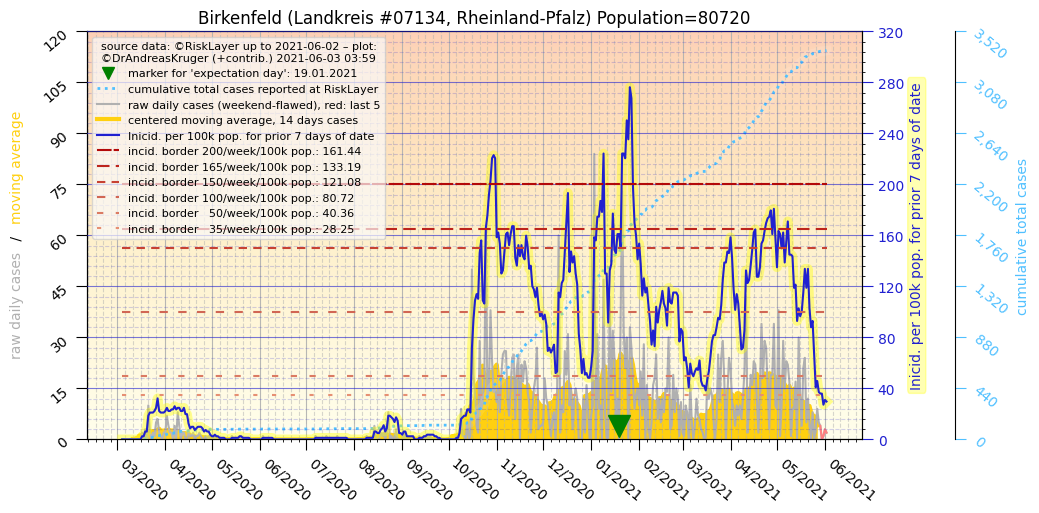 Birkenfeld (Landkreis #07134, Rheinland-Pfalz) Population=80720
source data: ©RiskLayer up to 2021-06-02 – plot:
©DrAndreasKruger (+contrib.) 2021-06-03 03:59
marker for 'expectation day': 19.01.2021
cumulative total cases reported at RiskLayer
raw daily cases (weekend-flawed), red: last 5
centered moving average, 14 days cases
Inicid. per 100k pop. for prior 7 days of date
incid. border 200/week/100k pop.: 161.44
incid. border 165/week/100k pop.: 133.19
incid. border 150/week/100k pop.: 121.08
incid. border 100/week/100k pop.: 80.72
incid. border 50/week/100k pop.: 40.36
incid. border 35/week/100k pop.: 28.25
raw daily cases / moving average
120
105
90
75
60
45
30
15
0
03/2020
04/2020
05/2020
06/2020
07/2020
08/2020
09/2020
10/2020
11/2020
12/2020
01/2021
02/2021
03/2021
04/2021
05/2021
06/2021
320
280
240
200
160
120
80
40
0
Inicid. per 100k pop. for prior 7 days of date
3,520
3,080
2,640
2,200
1,760
1,320
880
440
0
cumulative total cases